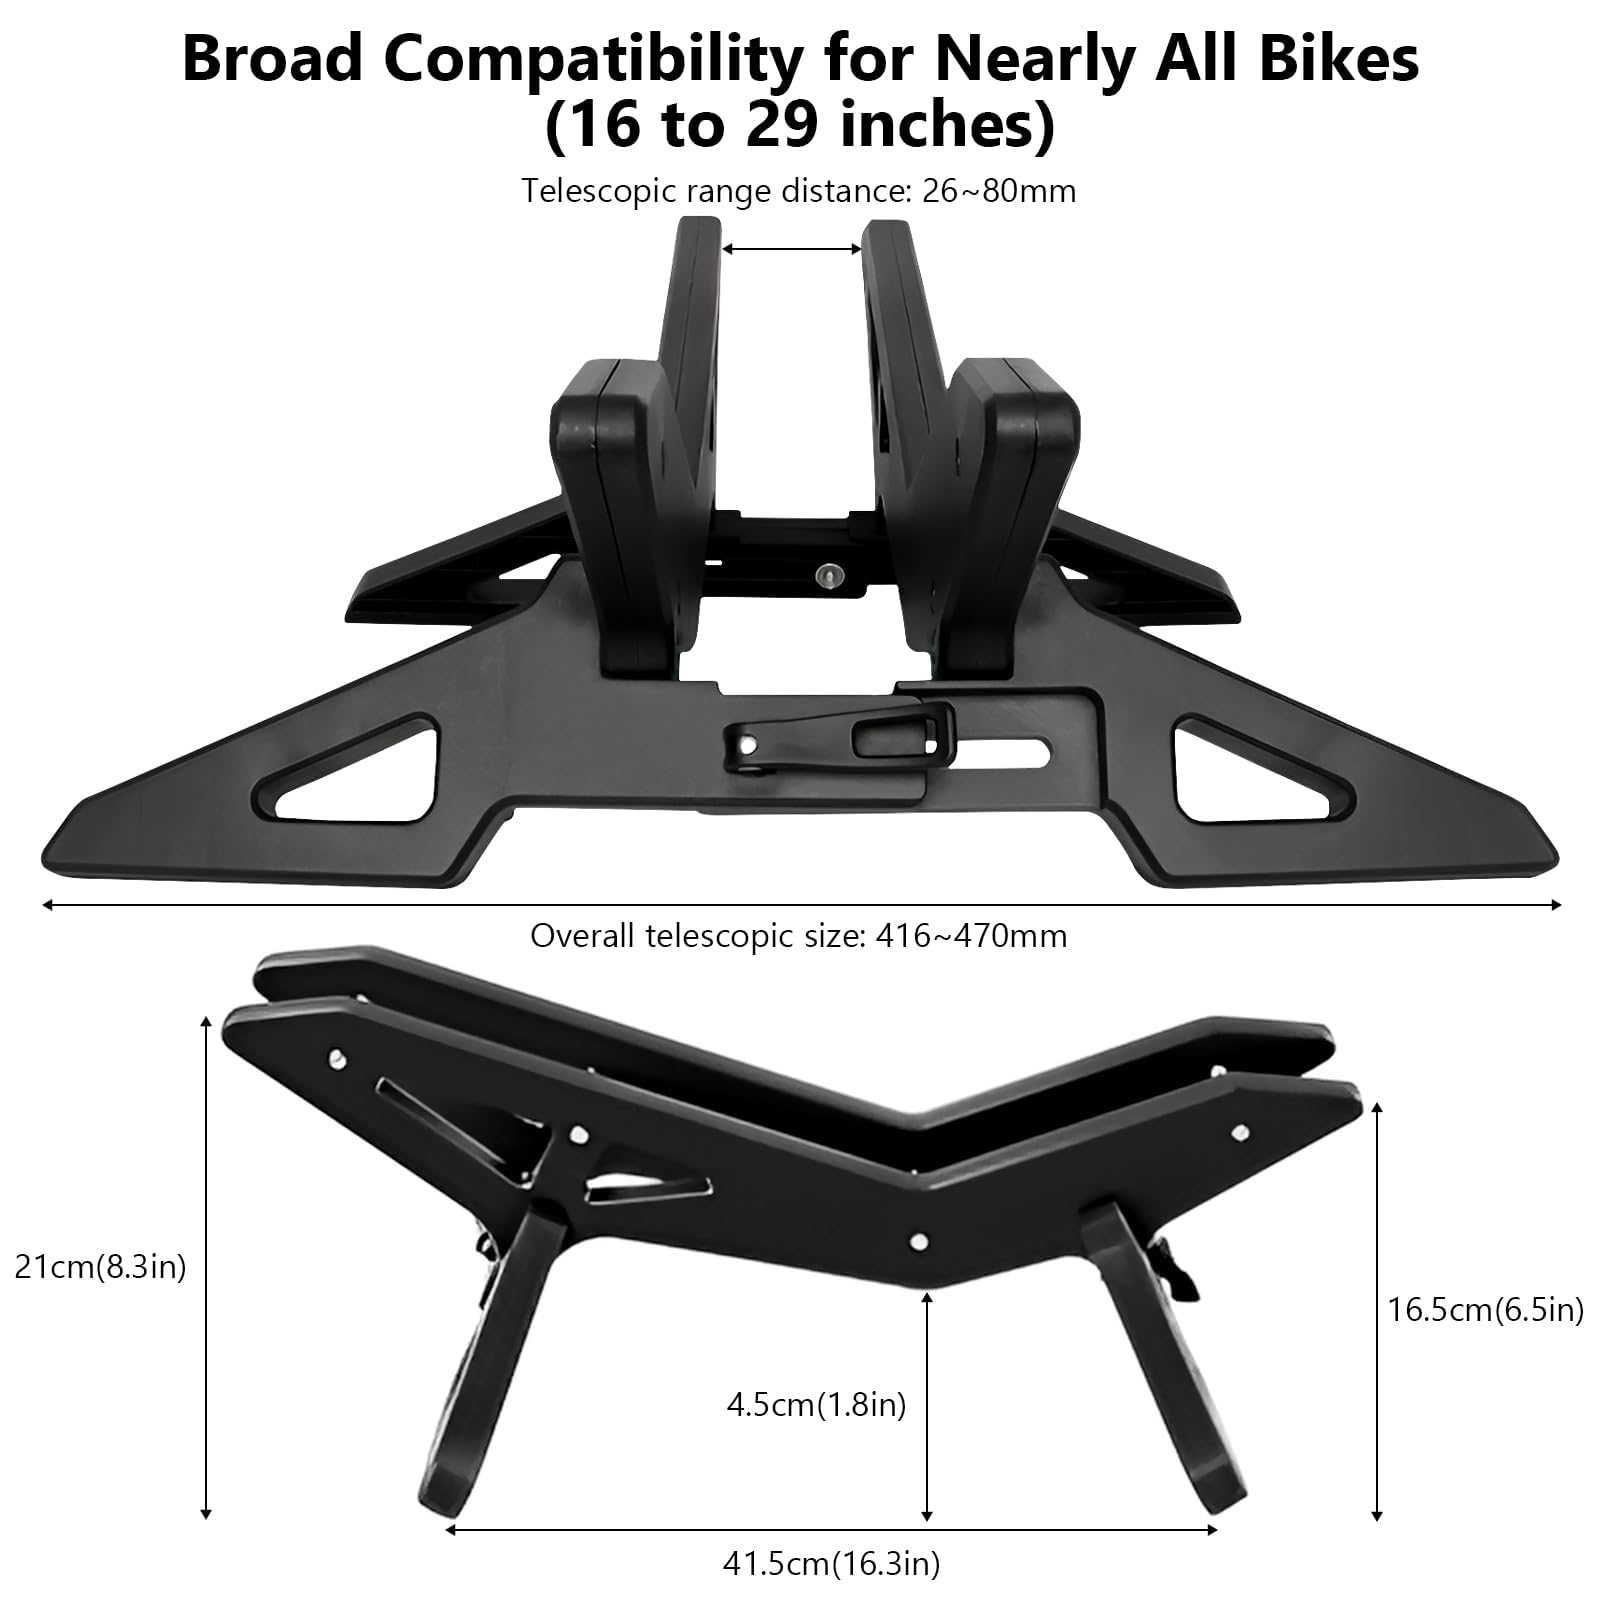 Broad Compatibility for Nearly All Bikes
(16 to 29 inches)
Telescopic range distance: 26~80mm
Overall telescopic size: 416~470mm
21cm(8.3in)
16.5cm(6.5in)
4.5cm(1.8in)
41.5cm(16.3in)